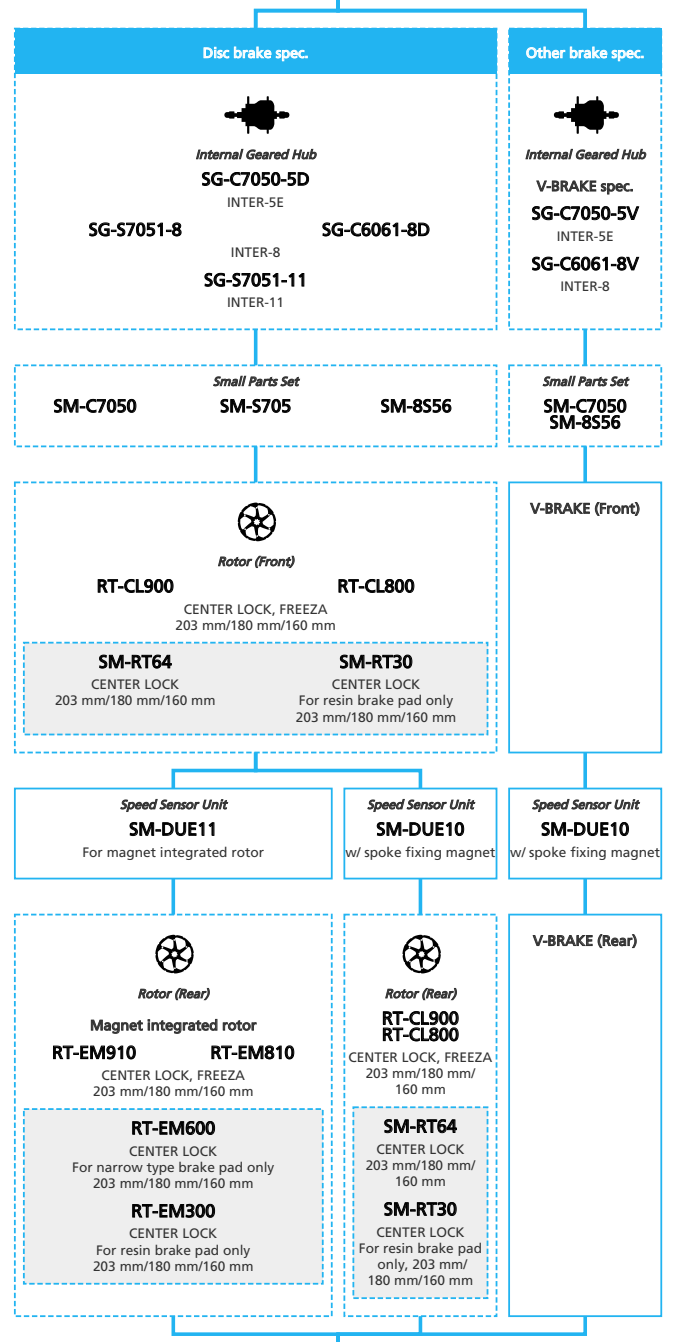 Disc brake spec.
Internal Geared Hub
SG-C7050-5D
INTER-5E
SG-S7051-8 SG-C6061-8D
INTER-8
SG-S7051-11
INTER-11
Other brake spec.
Internal Geared Hub
V-BRAKE spec.
SG-C7050-5V
INTER-5E
SG-C6061-8V
INTER-8
Small Parts Set
SM-C7050 SM-S705 SM-8S56
Small Parts Set
SM-C7050
SM-8S56
Rotor (Front)
RT-CL900 RT-CL800
CENTER LOCK, FREEZA
203 mm/180 mm/160 mm
SM-RT64
CENTER LOCK
203 mm/180 mm/160 mm
SM-RT30
CENTER LOCK
For resin brake pad only
203 mm/180 mm/160 mm
V-BRAKE (Front)
Speed Sensor Unit
SM-DUE11
For magnet integrated rotor
Speed Sensor Unit
SM-DUE10
w/ spoke fixing magnet
Speed Sensor Unit
SM-DUE10
w/ spoke fixing magnet
Rotor (Rear)
Magnet integrated rotor
RT-EM910 RT-EM810
CENTER LOCK, FREEZA
203 mm/180 mm/160 mm
RT-EM600
CENTER LOCK
For narrow type brake pad only
203 mm/180 mm/160 mm
RT-EM300
CENTER LOCK
For resin brake pad only
203 mm/180 mm/160 mm
Rotor (Rear)
RT-CL900
RT-CL800
CENTER LOCK, FREEZA
203 mm/180 mm/
160 mm
SM-RT64
CENTER LOCK
203 mm/180 mm/
160 mm
SM-RT30
CENTER LOCK
For resin brake pad
only, 203 mm/
180 mm/160 mm
V-BRAKE (Rear)